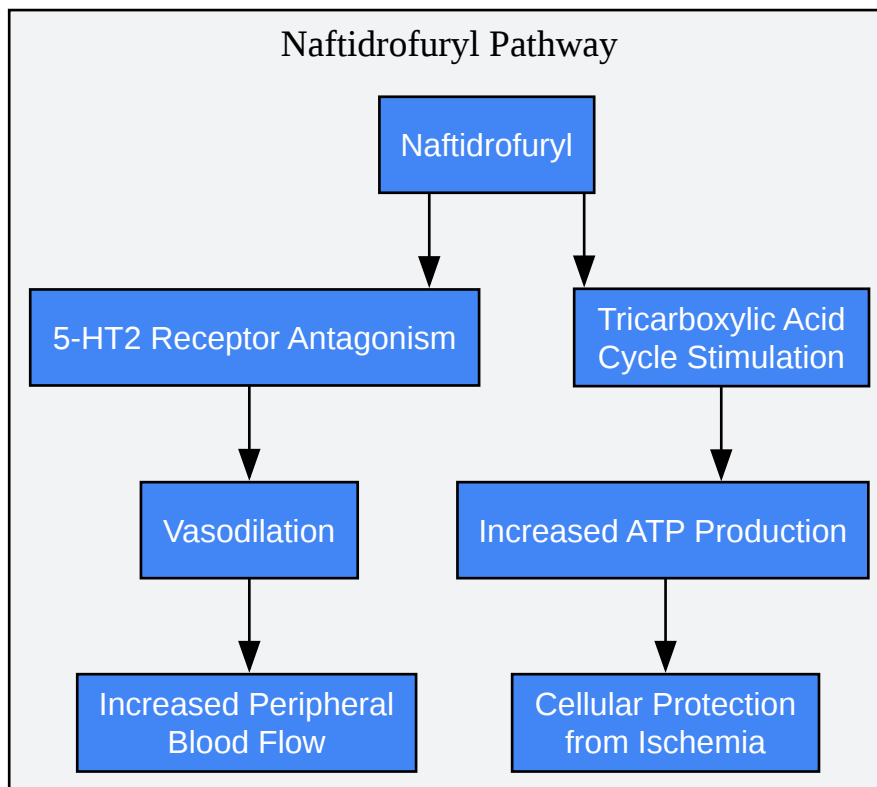 Naftidrofuryl Pathway
Naftidrofuryl
5-HT2 Receptor Antagonism
Tricarboxylic Acid
Cycle Stimulation
Vasodilation
Increased ATP Production
Increased Peripheral
Blood Flow
Cellular Protection
from Ischemia